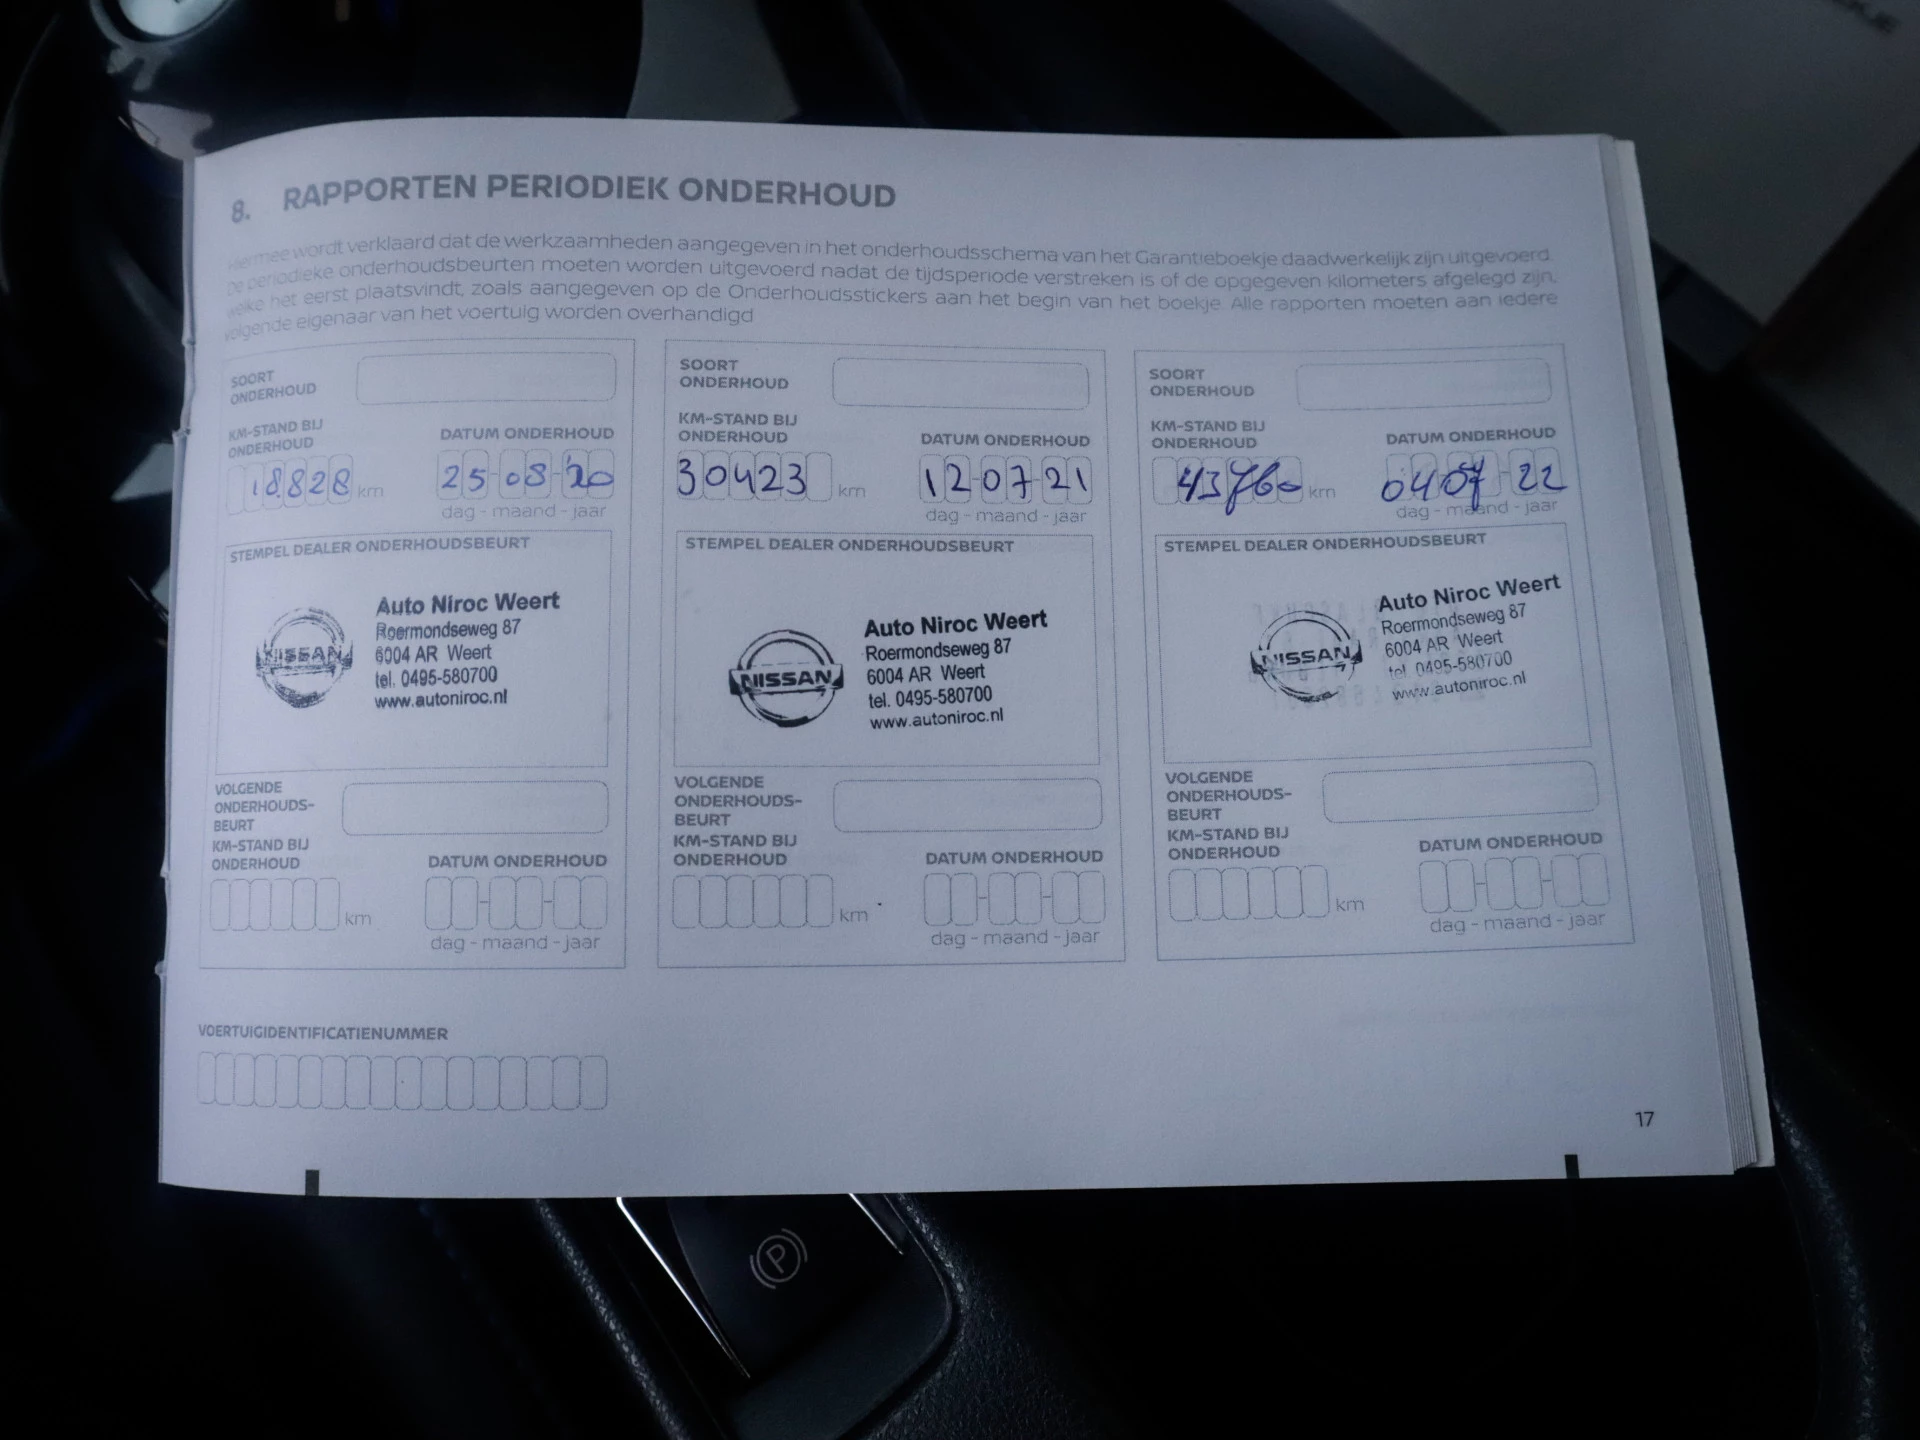 8. RAPPORTEN PERIODIEK ONDERHOUD
Hiermee wordt verklaard dat de werkzaamheden aangegeven in het onderhoudsschema van het Garantieboekje daadwerkelijk zijn uitgevoerd.
De periodieke onderhoudsbeurten moeten worden uitgevoerd nadat de tijdsperiode verstreken is of de opgegeven kilometers afgelegd zijn,
welke het eerst plaatsvindt, zoals aangegeven op de Onderhoudsstickers aan het begin van het boekje. Alle rapporten moeten aan iedere
volgende eigenaar van het voertuig worden overhandigd
SOORT
ONDERHOUD
KM-STAND BIJ
ONDERHOUD
DATUM ONDERHOUD
18828 km
25-08-'20
dag - maand - jaar
STEMPEL DEALER ONDERHOUDSBEURT
NISSAN
Auto Niroc Weert
Roermondseweg 87
6004 AR Weert
tel. 0495-580700
www.autoniroc.nl
VOLGENDE
ONDERHOUDS-
BEURT
KM-STAND BIJ
ONDERHOUD
DATUM ONDERHOUD
km
dag - maand - jaar
SOORT
ONDERHOUD
KM-STAND BIJ
ONDERHOUD
DATUM ONDERHOUD
30423 km
12-07-21
dag - maand - jaar
STEMPEL DEALER ONDERHOUDSBEURT
NISSAN
Auto Niroc Weert
Roermondseweg 87
6004 AR Weert
tel. 0495-580700
www.autoniroc.nl
VOLGENDE
ONDERHOUDS-
BEURT
KM-STAND BIJ
ONDERHOUD
DATUM ONDERHOUD
km
dag - maand - jaar
SOORT
ONDERHOUD
KM-STAND BIJ
ONDERHOUD
DATUM ONDERHOUD
43760 km
04-07-22
dag - maand - jaar
STEMPEL DEALER ONDERHOUDSBEURT
NISSAN
Auto Niroc Weert
Roermondseweg 87
6004 AR Weert
tel. 0495-580700
www.autoniroc.nl
VOLGENDE
ONDERHOUDS-
BEURT
KM-STAND BIJ
ONDERHOUD
DATUM ONDERHOUD
km
dag - maand - jaar
VOERTUIGIDENTIFICATIENUMMER
17
P